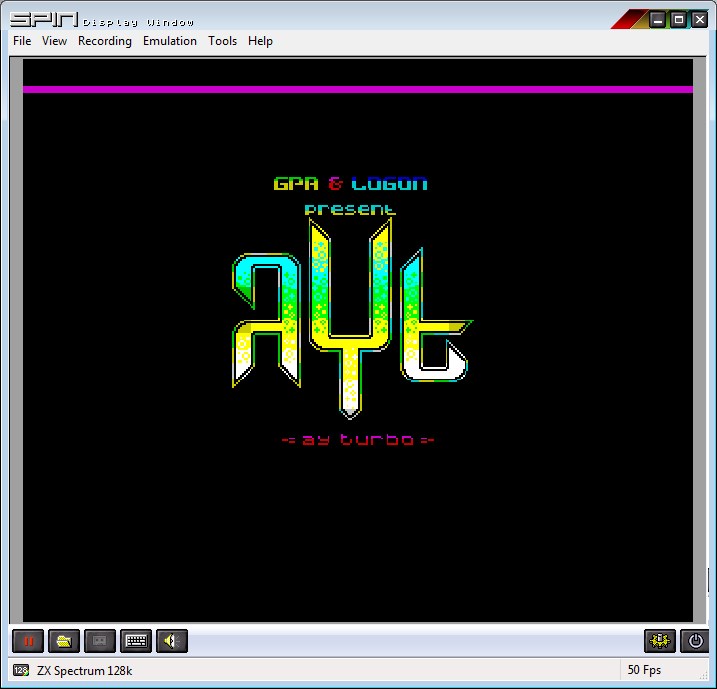 SPIN Display Window
File View Recording Emulation Tools Help
GPA & LOGON
present
AYT
-= ay turbo =-
128 ZX Spectrum 128k 50 Fps